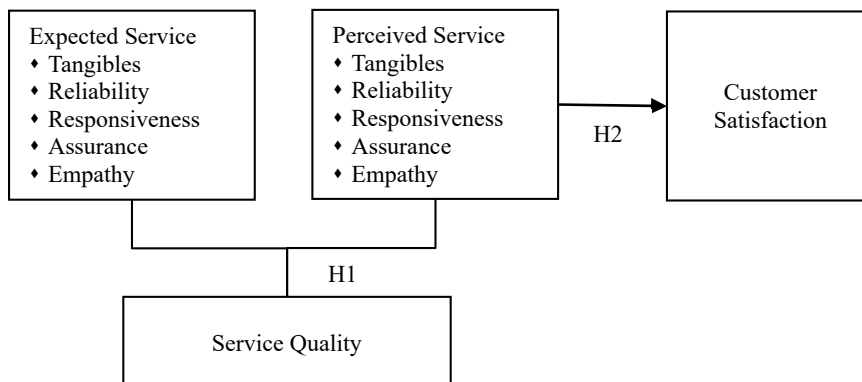 Expected Service
♦ Tangibles
♦ Reliability
♦ Responsiveness
♦ Assurance
♦ Empathy
Perceived Service
♦ Tangibles
♦ Reliability
♦ Responsiveness
♦ Assurance
♦ Empathy
H2
Customer
Satisfaction
H1
Service Quality